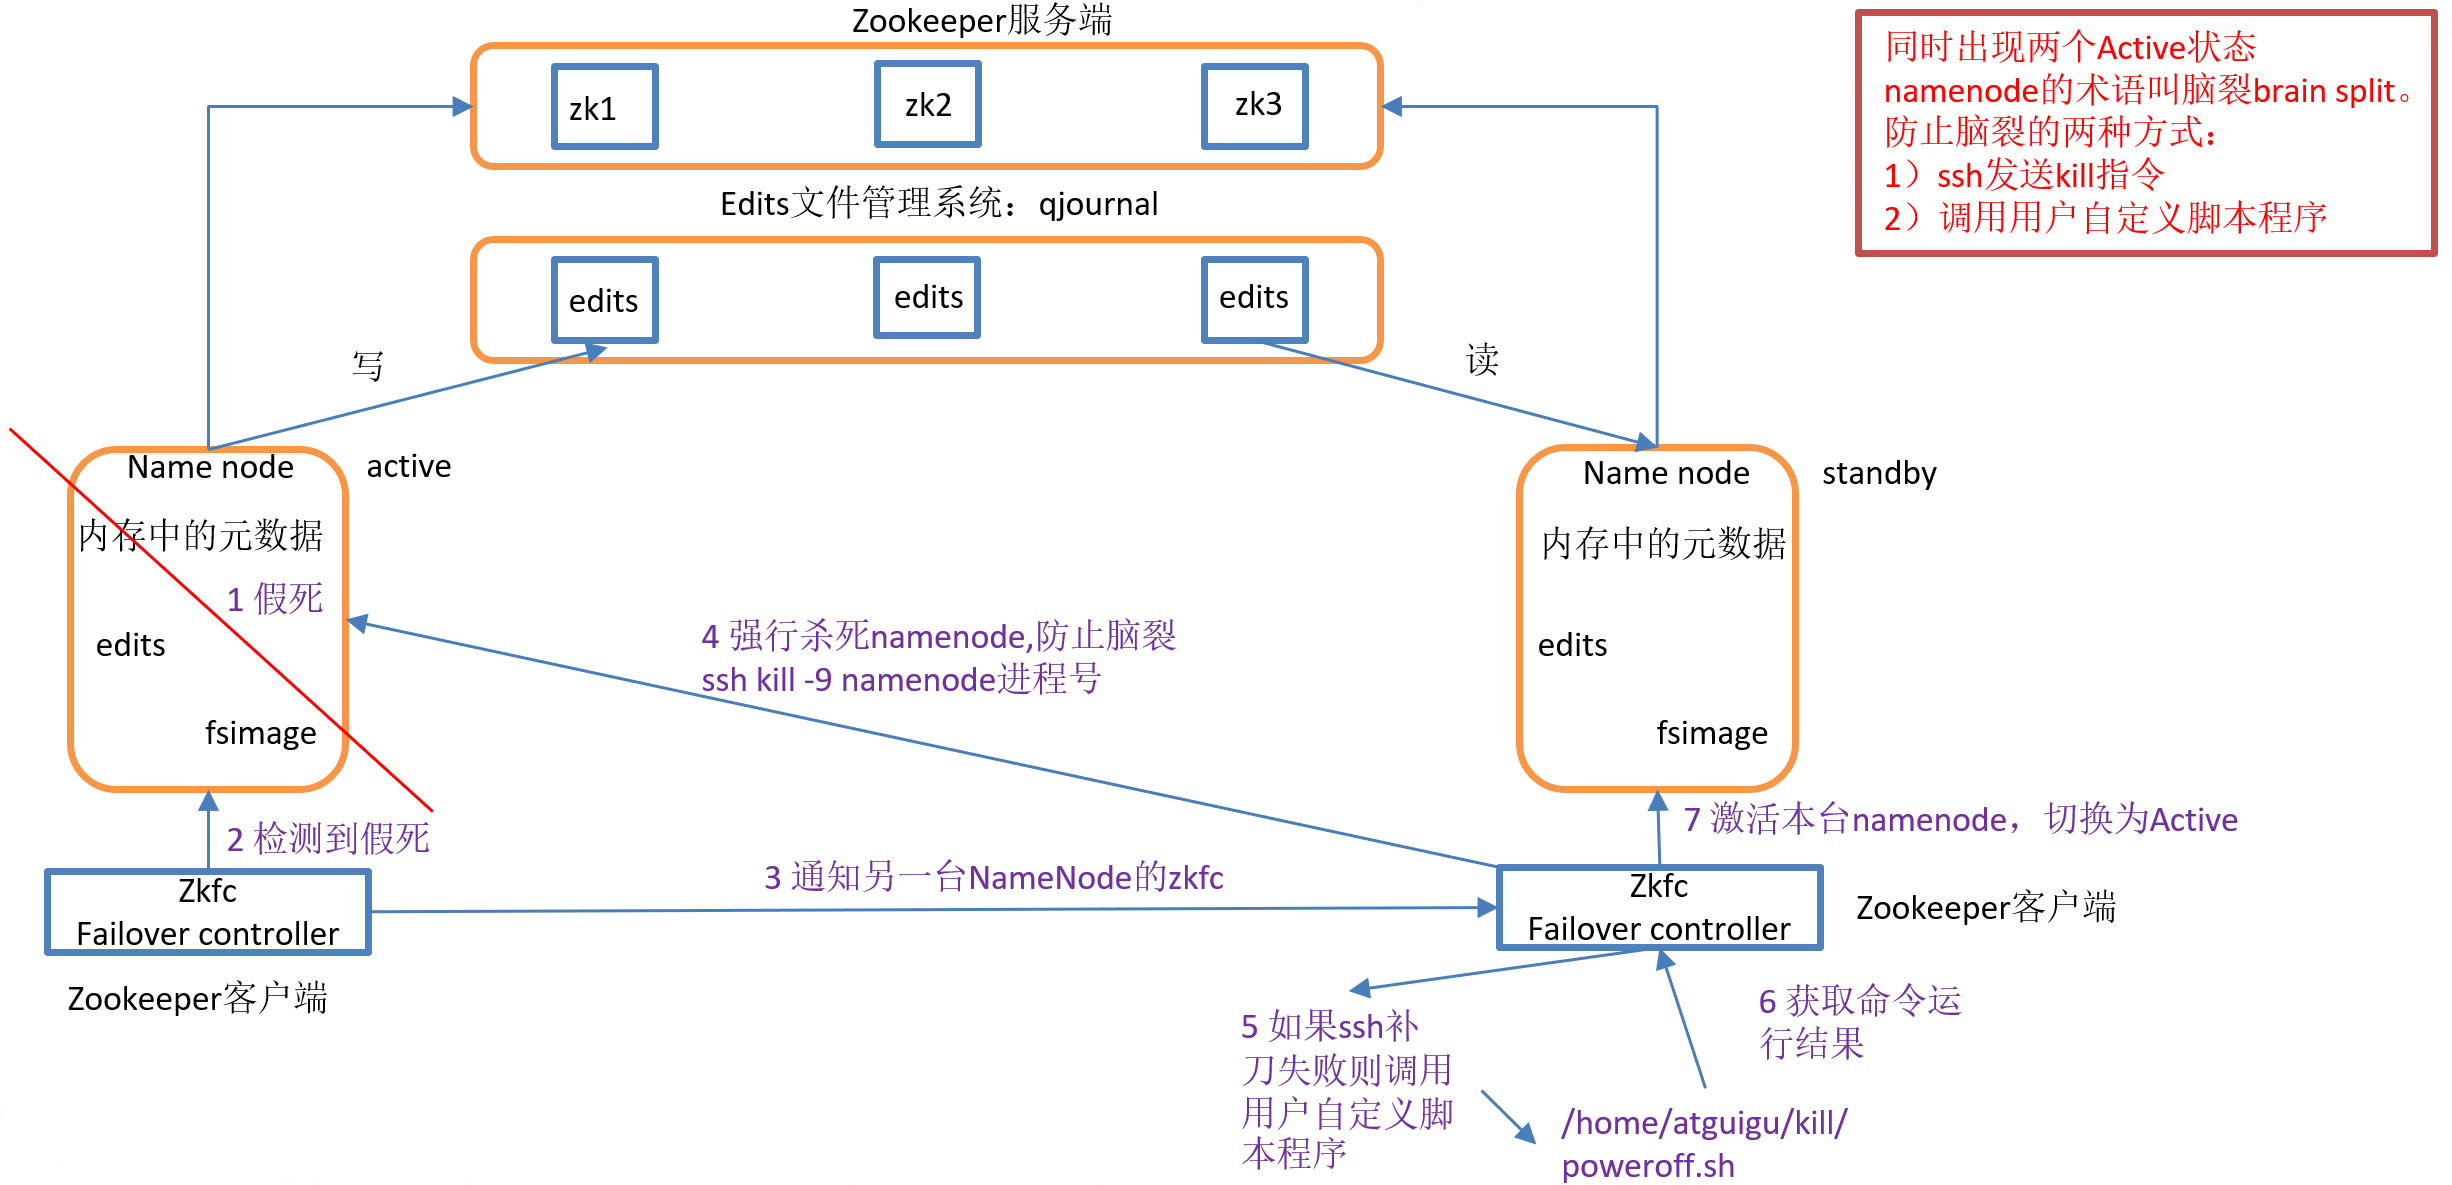 Zookeeper服务端
zk1
zk2
zk3
同时出现两个Active状态
namenode的术语叫脑裂brain split。
防止脑裂的两种方式：
1）ssh发送kill指令
2）调用用户自定义脚本程序
Edits文件管理系统：qjournal
edits
edits
edits
写
读
Name node
active
内存中的元数据
1 假死
edits
fsimage
Name node
standby
内存中的元数据
edits
fsimage
4 强行杀死namenode,防止脑裂
ssh kill -9 namenode进程号
2 检测到假死
7 激活本台namenode，切换为Active
3 通知另一台NameNode的zkfc
Zkfc
Failover controller
Zookeeper客户端
Zkfc
Failover controller
Zookeeper客户端
5 如果ssh补
刀失败则调用
用户自定义脚
本程序
6 获取命令运
行结果
/home/atguigu/kill/
poweroff.sh